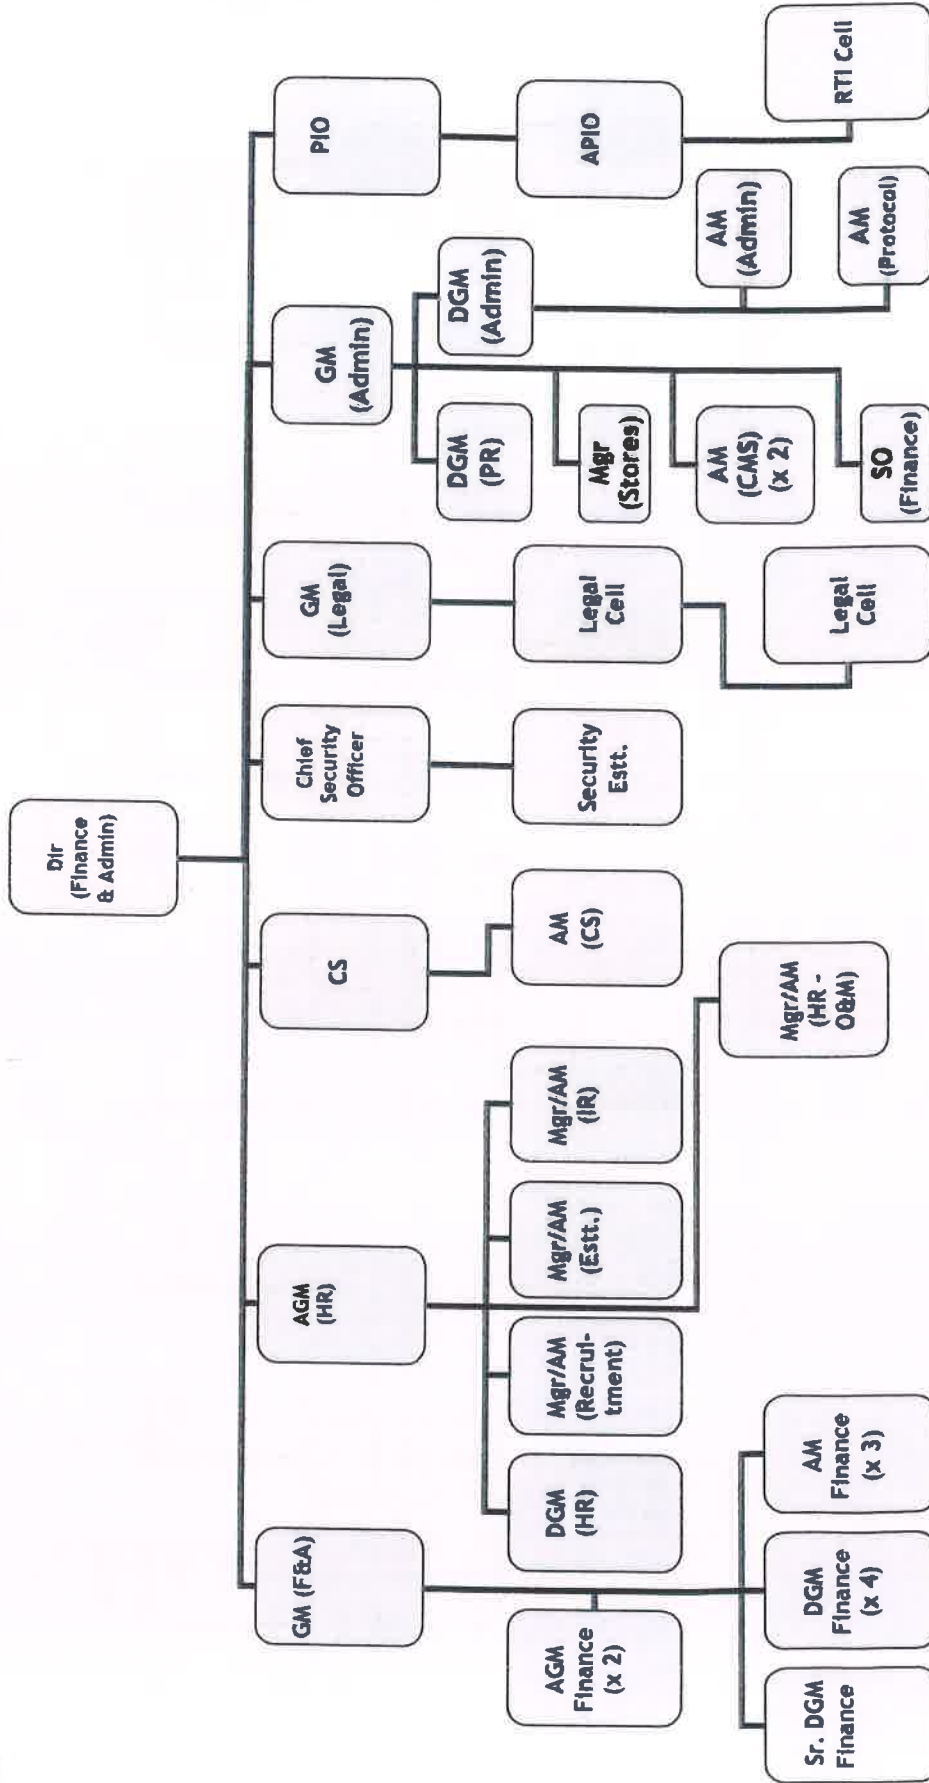 Dir
(Finance
& Admin)
GM (F&A)
AGM
(HR)
CS
Chief
Security
Officer
GM
(Legal)
GM
(Admin)
PIO
AGM
Finance
(x 2)
DGM
(HR)
Mgr/AM
(Recrui-
tment)
Mgr/AM
(Estt.)
Mgr/AM
(IR)
AM
(CS)
Security
Estt.
Legal
Cell
DGM
(PR)
DGM
(Admin)
APIO
Mgr
(Stores)
AM
(CMS)
(x 2)
SO
(Finance)
AM
(Admin)
AM
(Protocol)
Sr. DGM
Finance
DGM
Finance
(x 4)
AM
Finance
(x 3)
Mgr/AM
(HR -
O&M)
Legal
Cell
RTI Cell